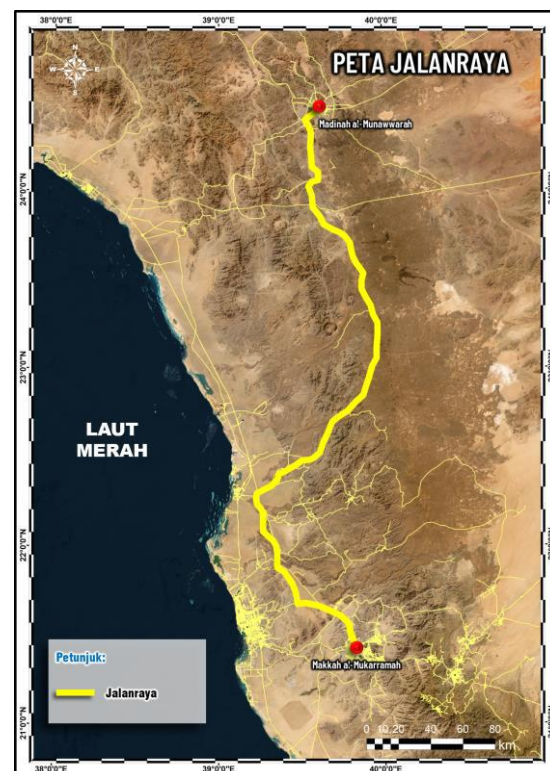 38°0'0"E 39°0'0"E 40°0'0"E
PETA JALANRAYA
N
W E
S
Madinah al-Munawwarah
24°0'0"N
23°0'0"N
LAUT
MERAH
22°0'0"N
Petunjuk:
Jalanraya
Makkah al-Mukarramah
21°0'0"N
0 10 20 40 60 80
km
38°0'0"E 39°0'0"E 40°0'0"E